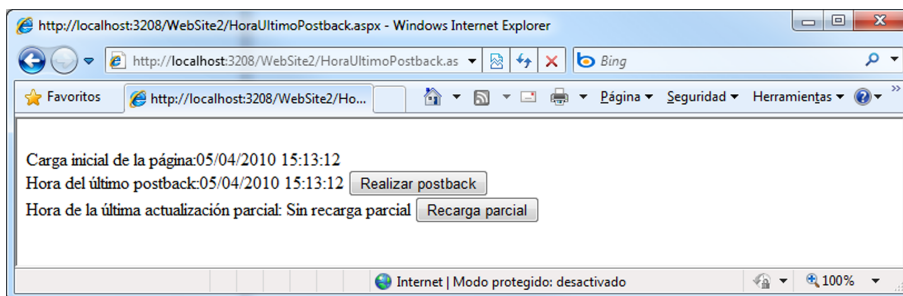 http://localhost:3208/WebSite2/HoraUltimoPostback.aspx - Windows Internet Explorer
http://localhost:3208/WebSite2/HoraUltimoPostback.as
Bing
Favoritos
http://localhost:3208/WebSite2/Ho...
Página
Seguridad
Herramientas
Carga inicial de la página:05/04/2010 15:13:12
Hora del último postback:05/04/2010 15:13:12 Realizar postback
Hora de la última actualización parcial: Sin recarga parcial Recarga parcial
Internet | Modo protegido: desactivado
100%